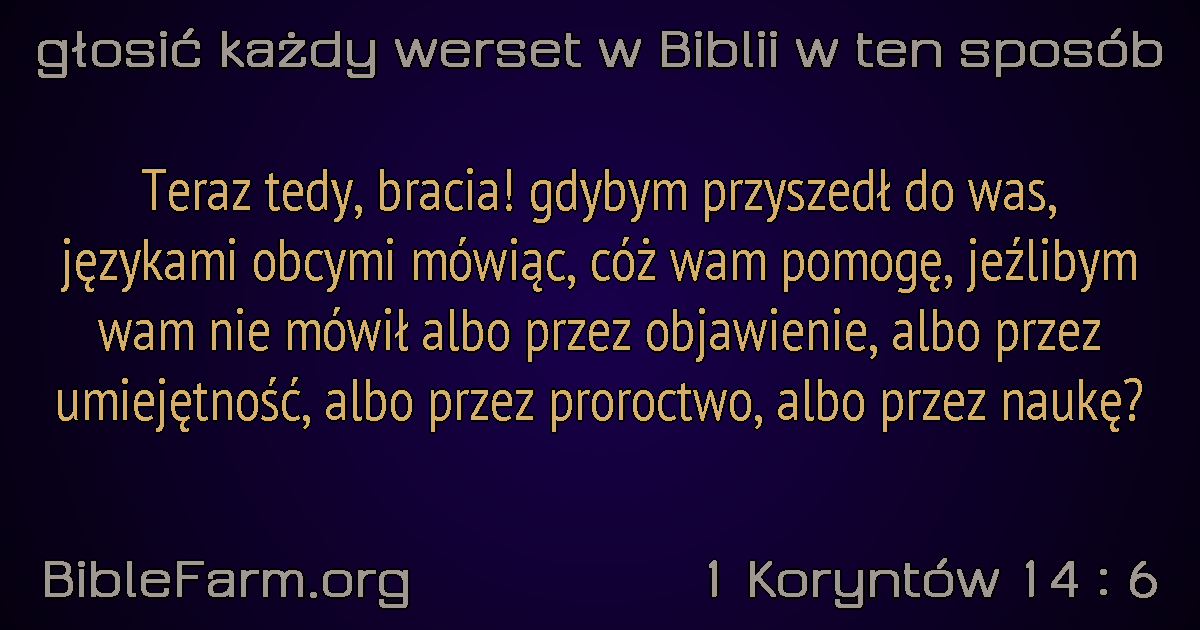 głosić każdy werset w Biblii w ten sposób
Teraz tedy, bracia! gdybym przyszedł do was,
językami obcymi mówiąc, cóż wam pomogę, jeźlibym
wam nie mówił albo przez objawienie, albo przez
umiejętność, albo przez proroctwo, albo przez naukę?
BibleFarm.org
1 Koryntów 14 : 6